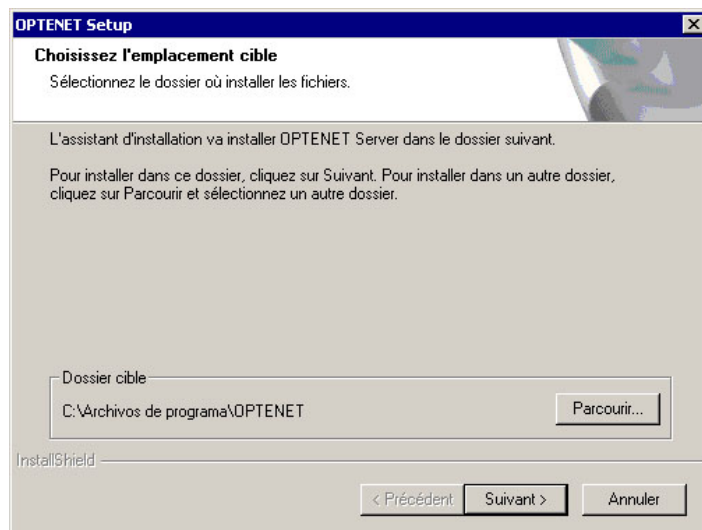 OPTENET Setup
Choisissez l'emplacement cible
Sélectionnez le dossier où installer les fichiers.
L'assistant d'installation va installer OPTENET Server dans le dossier suivant.
Pour installer dans ce dossier, cliquez sur Suivant. Pour installer dans un autre dossier,
cliquez sur Parcourir et sélectionnez un autre dossier.
Dossier cible
C:\Archivos de programa\OPTENET
Parcourir...
InstallShield
< Précédent
Suivant >
Annuler